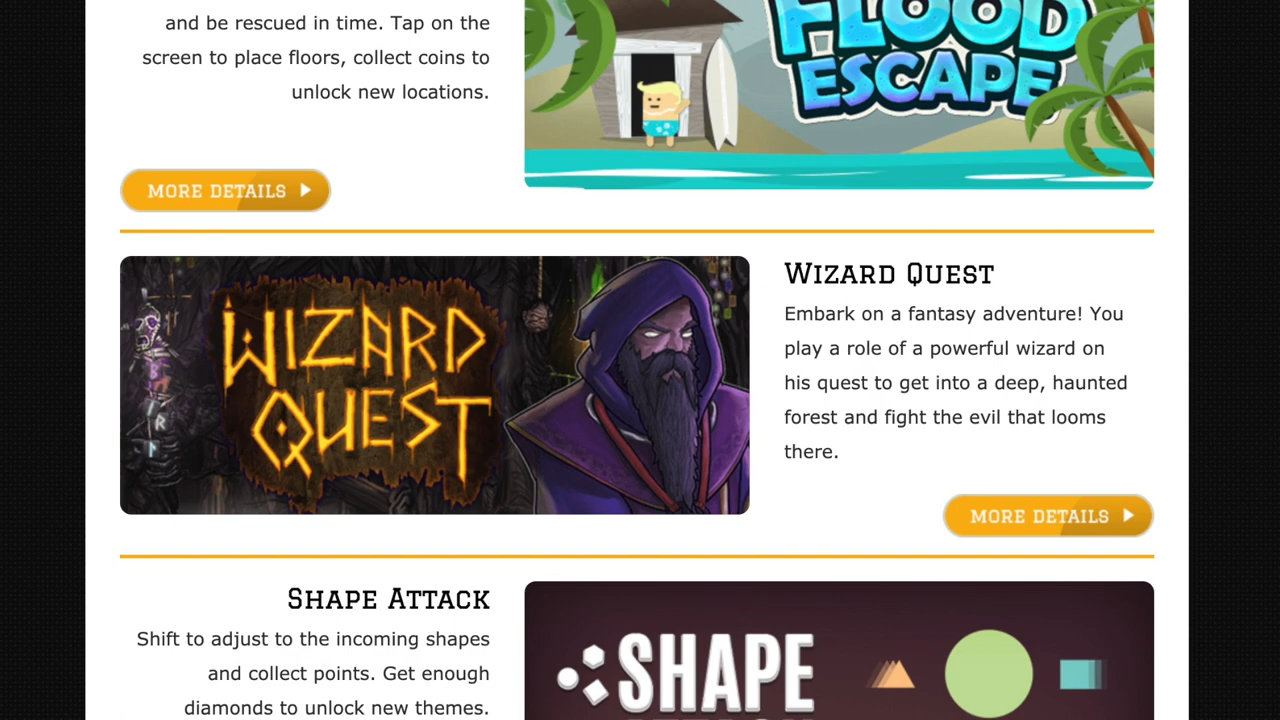 and be rescued in time. Tap on the
screen to place floors, collect coins to
unlock new locations.
FLOOD
ESCAPE
MORE DETAILS
WIZARD
QUEST
Wizard Quest
Embark on a fantasy adventure! You
play a role of a powerful wizard on
his quest to get into a deep, haunted
forest and fight the evil that looms
there.
MORE DETAILS
Shape Attack
Shift to adjust to the incoming shapes
and collect points. Get enough
diamonds to unlock new themes.
SHAPE